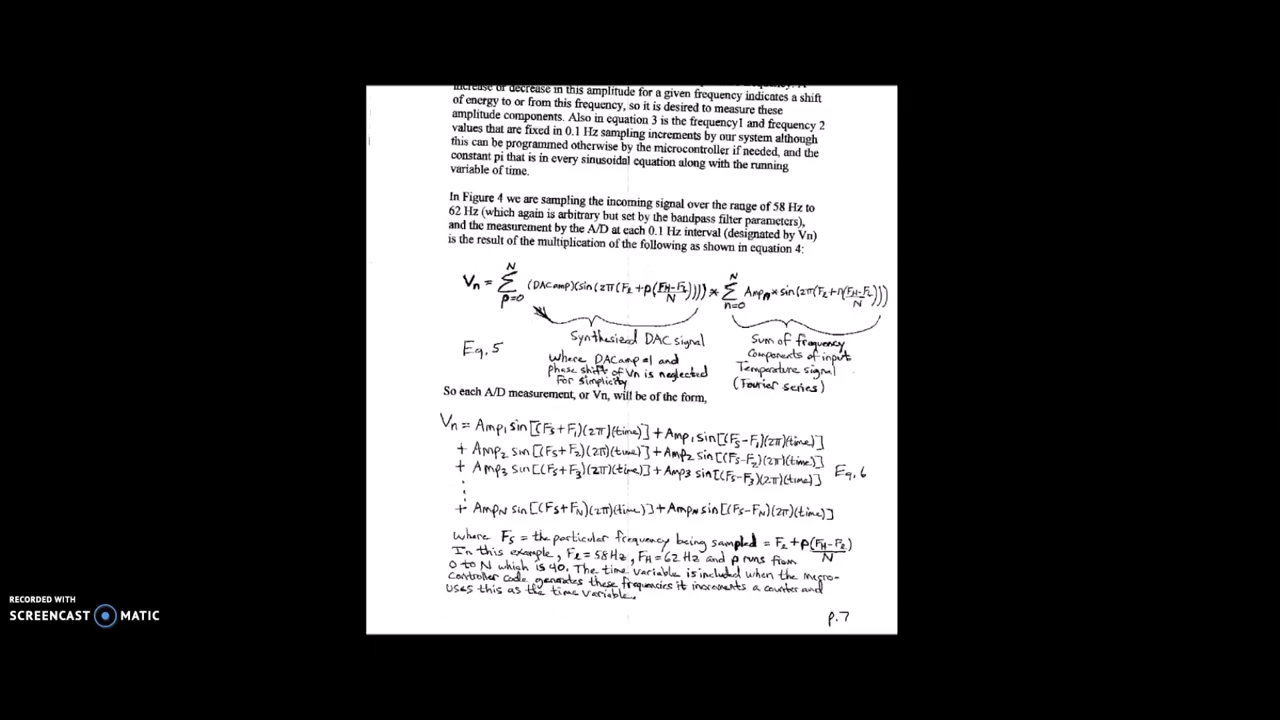 increase or decrease in this amplitude for a given frequency indicates a shift
of energy to or from this frequency, so it is desired to measure these
amplitude components. Also in equation 3 is the frequency1 and frequency 2
values that are fixed in 0.1 Hz sampling increments by our system although
this can be programmed otherwise by the microcontroller if needed, and the
constant pi that is in every sinusoidal equation along with the running
variable of time.
In Figure 4 we are sampling the incoming signal over the range of 58 Hz to
62 Hz (which again is arbitrary but set by the bandpass filter parameters),
and the measurement by the A/D at each 0.1 Hz interval (designated by Vn)
is the result of the multiplication of the following as shown in equation 4:
Vn = N Σ p=0 (DACamp)(sin(2π(FL+p(FH-FL/N)))) * N Σ n=0 Ampn*sin(2π(FL+n(FH-FL/N)))
Synthesized DAC signal
Eq. 5
Where DACamp=1 and
phase shift of Vn is neglected
for simplicity
Sum of frequency
components of input
Temperature signal
(Fourier series)
So each A/D measurement, or Vn, will be of the form,
Vn = Amp1 sin[(Fs+F1)(2π)(time)] + Amp1 sin[(Fs-F1)(2π)(time)]
+ Amp2 sin[(Fs+F2)(2π)(time)] + Amp2 sin[(Fs-F2)(2π)(time)]
+ Amp3 sin[(Fs+F3)(2π)(time)] + Amp3 sin[(Fs-F3)(2π)(time)]
Eq. 6
+ AmpN sin[(Fs+FN)(2π)(time)] + AmpN sin[(Fs-FN)(2π)(time)]
Where Fs = the particular frequency being sampled = FL + p(FH-FL)/N
In this example, FL = 58Hz, FH = 62 Hz and p runs from
0 to N which is 40. The time variable is included when the micro-
controller code generates these frequencies it increments a counter and
uses this as the time variable.
p.7
RECORDED WITH
SCREENCAST MATIC